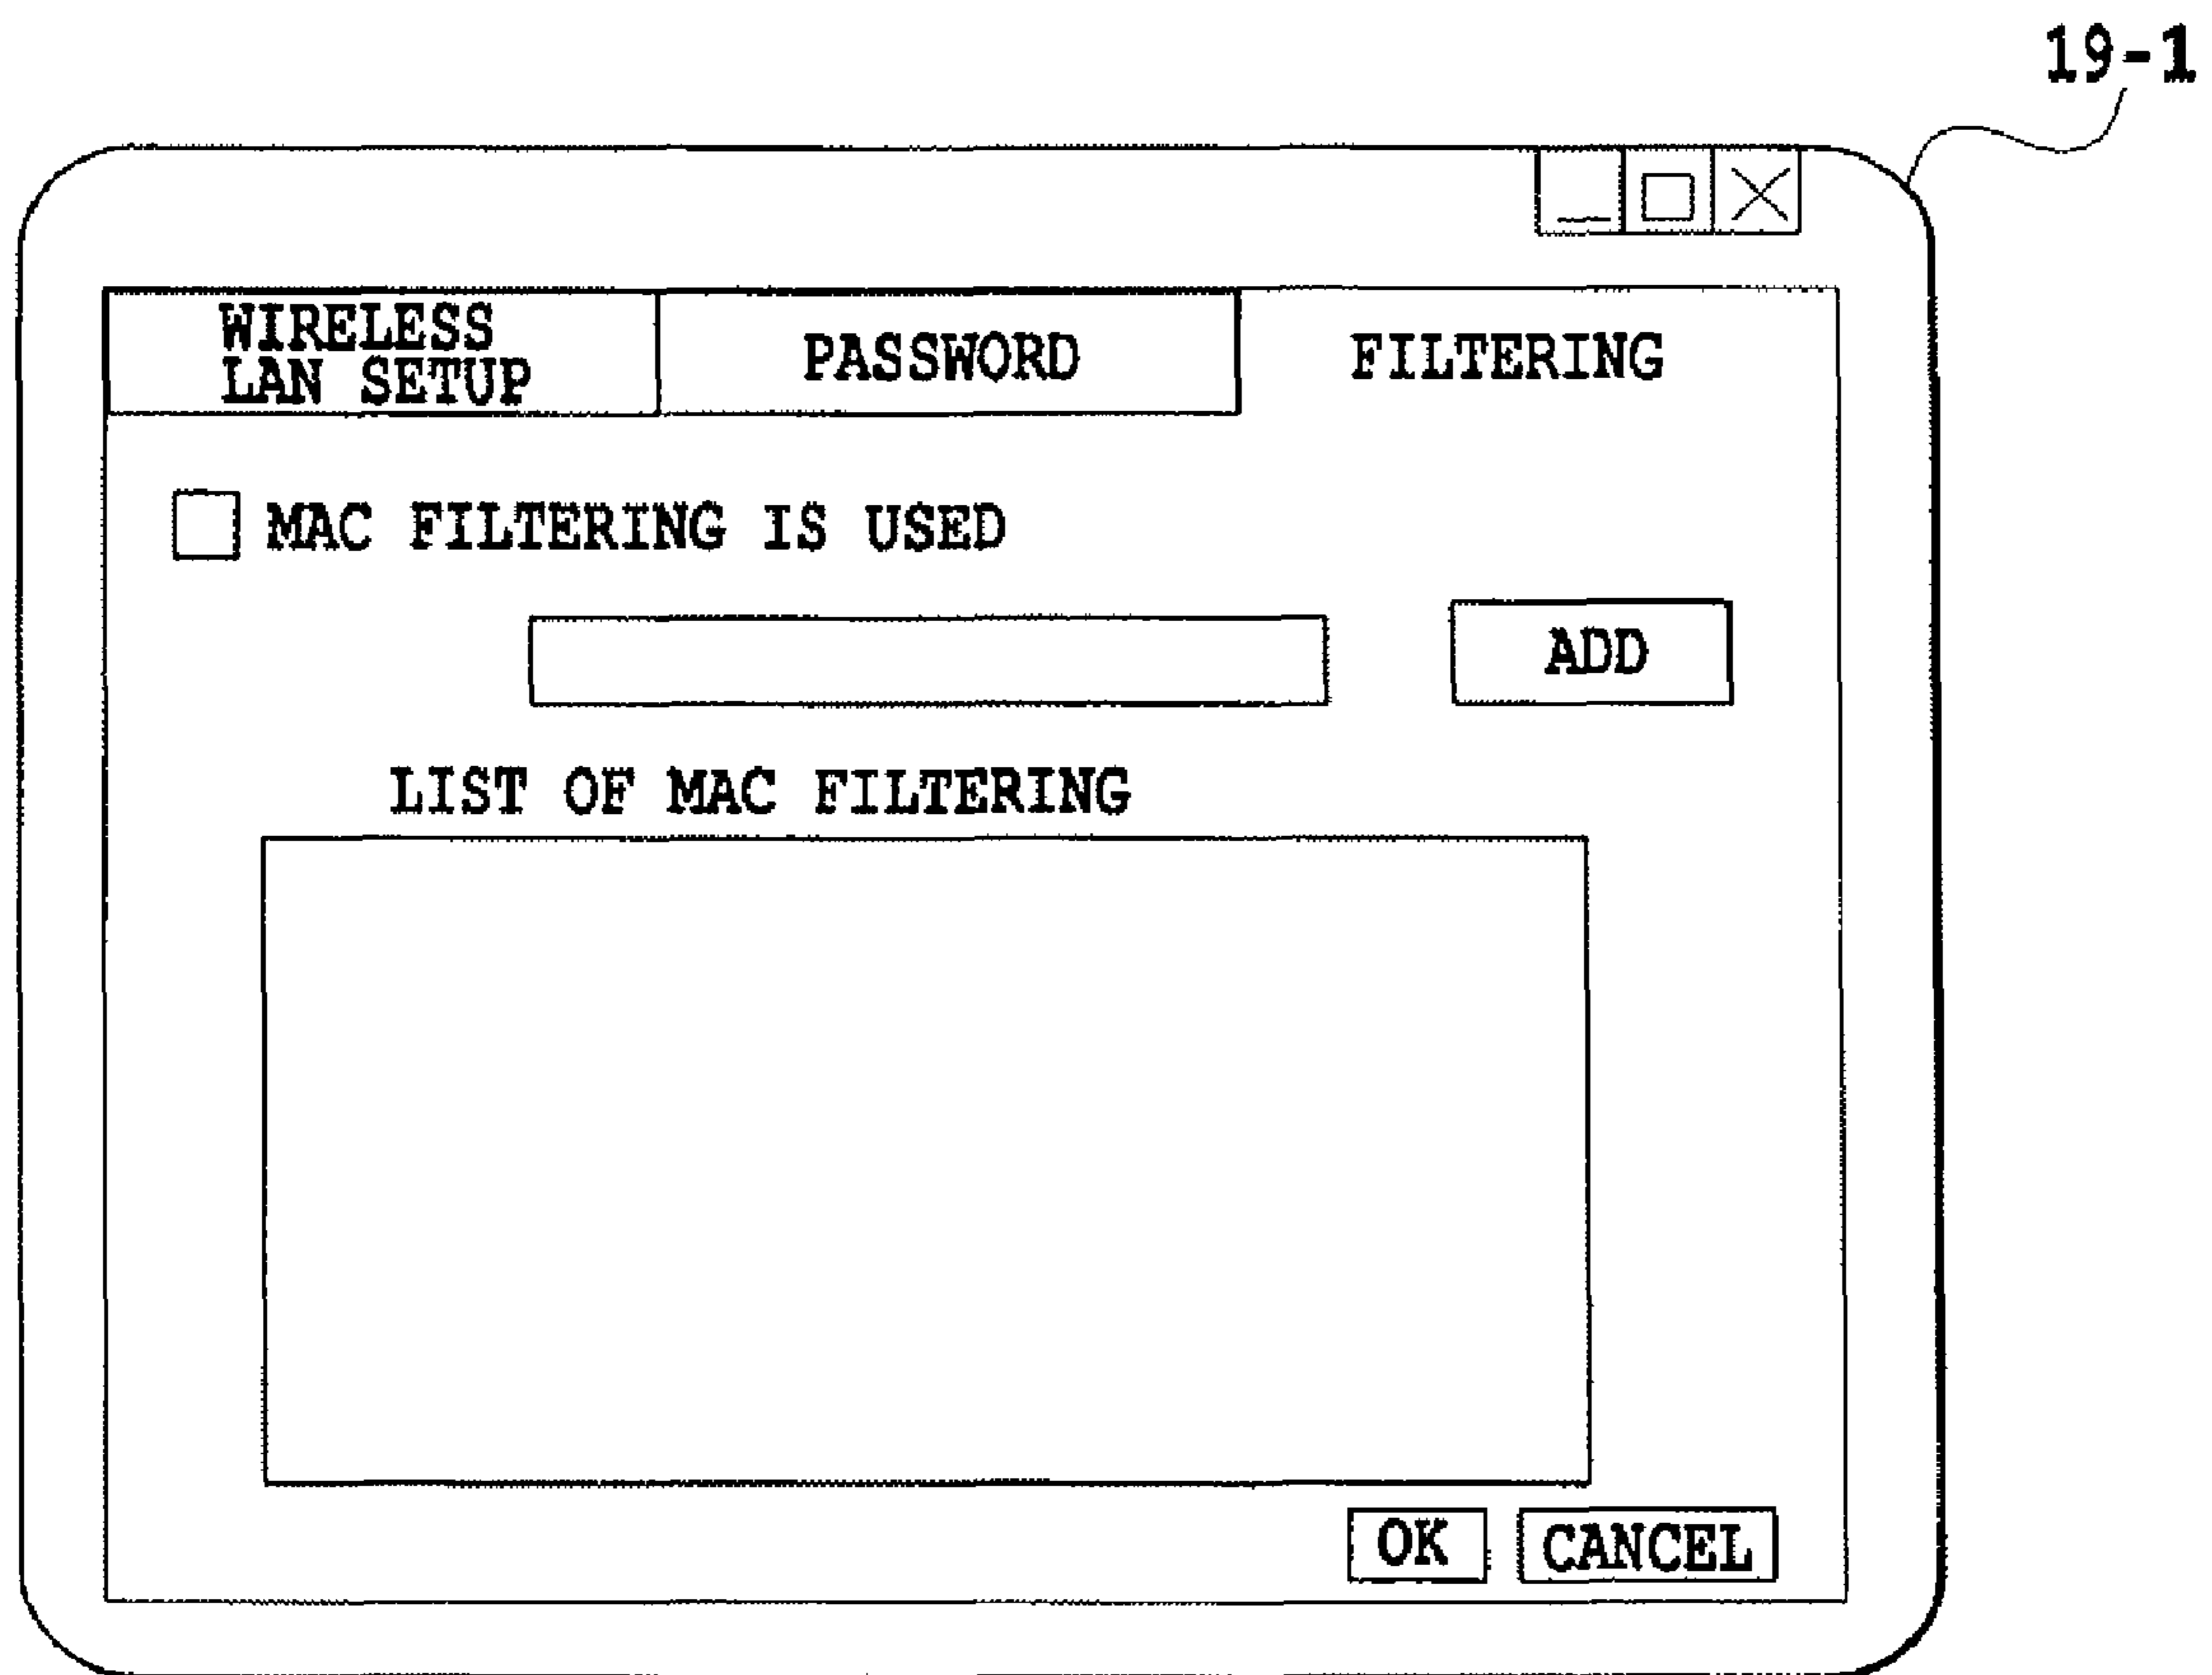 19-1
WIRELESS
LAN SETUP
PASSWORD
FILTERING
MAC FILTERING IS USED
ADD
LIST OF MAC FILTERING
OK
CANCEL